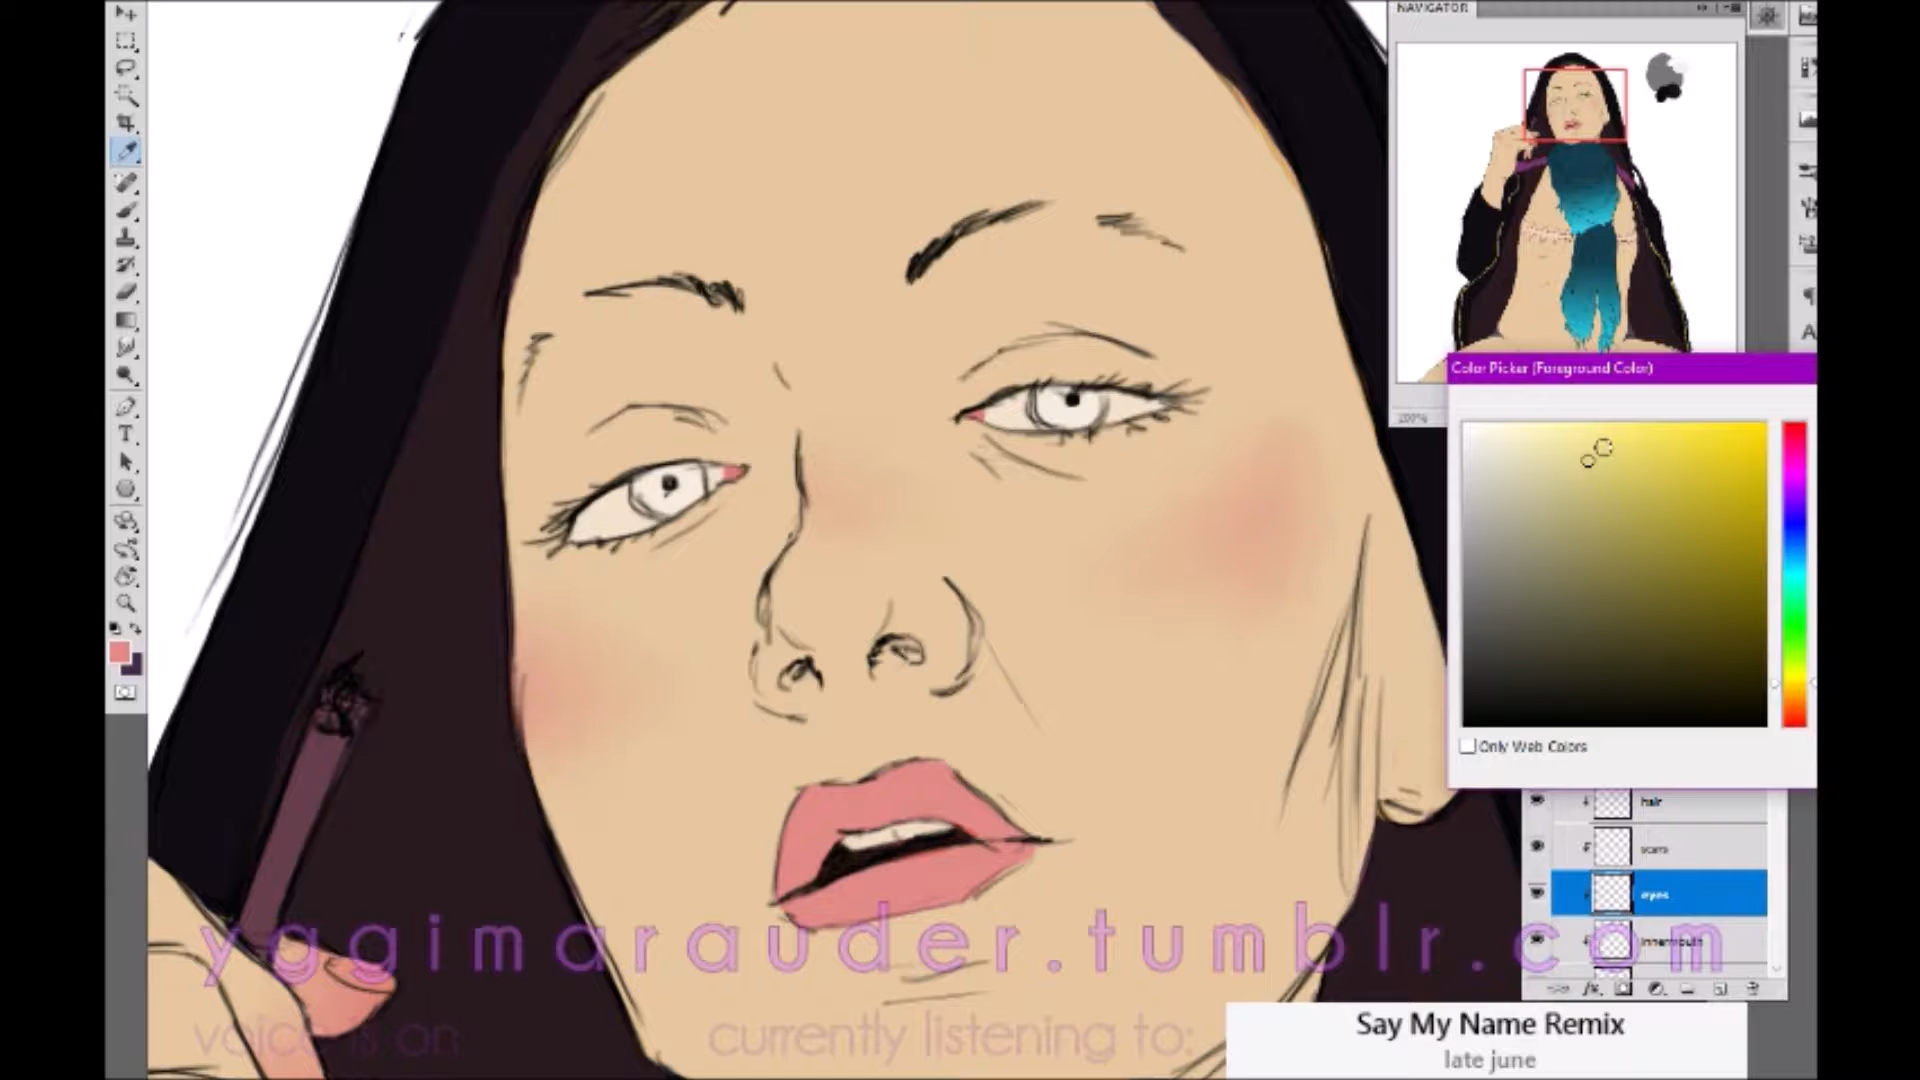 NAVIGATOR
200%
Color Picker (Foreground Color)
Only Web Colors
hair
scars
eyes
innermouth
yggimarauder.tumblr.com
voice is on
currently listening to:
Say My Name Remix
late june